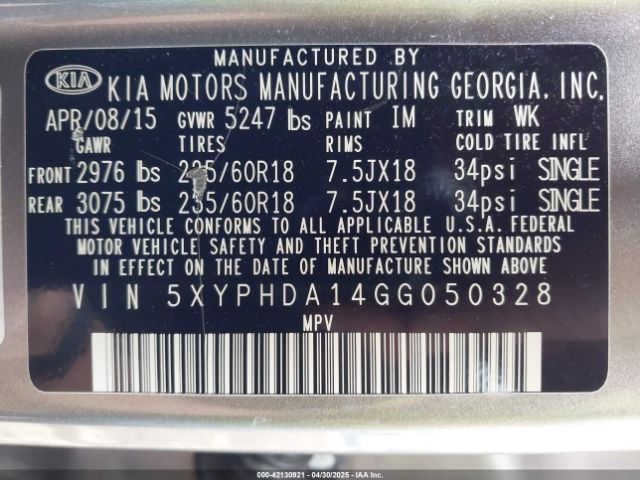 MANUFACTURED BY
KIA KIA MOTORS MANUFACTURING GEORGIA, INC.
APR/08/15 GVWR 5247 lbs PAINT IM TRIM WK
GAWR TIRES RIMS COLD TIRE INFL
FRONT 2976 lbs 235/60R18 7.5JX18 34psi SINGLE
REAR 3075 lbs 235/60R18 7.5JX18 34psi SINGLE
THIS VEHICLE CONFORMS TO ALL APPLICABLE U.S.A. FEDERAL
MOTOR VEHICLE SAFETY AND THEFT PREVENTION STANDARDS
IN EFFECT ON THE DATE OF MANUFACTURE SHOWN ABOVE.
VIN 5XYPHDA14GG050328
MPV
000-42130921 04/30/2025 IAA Inc.